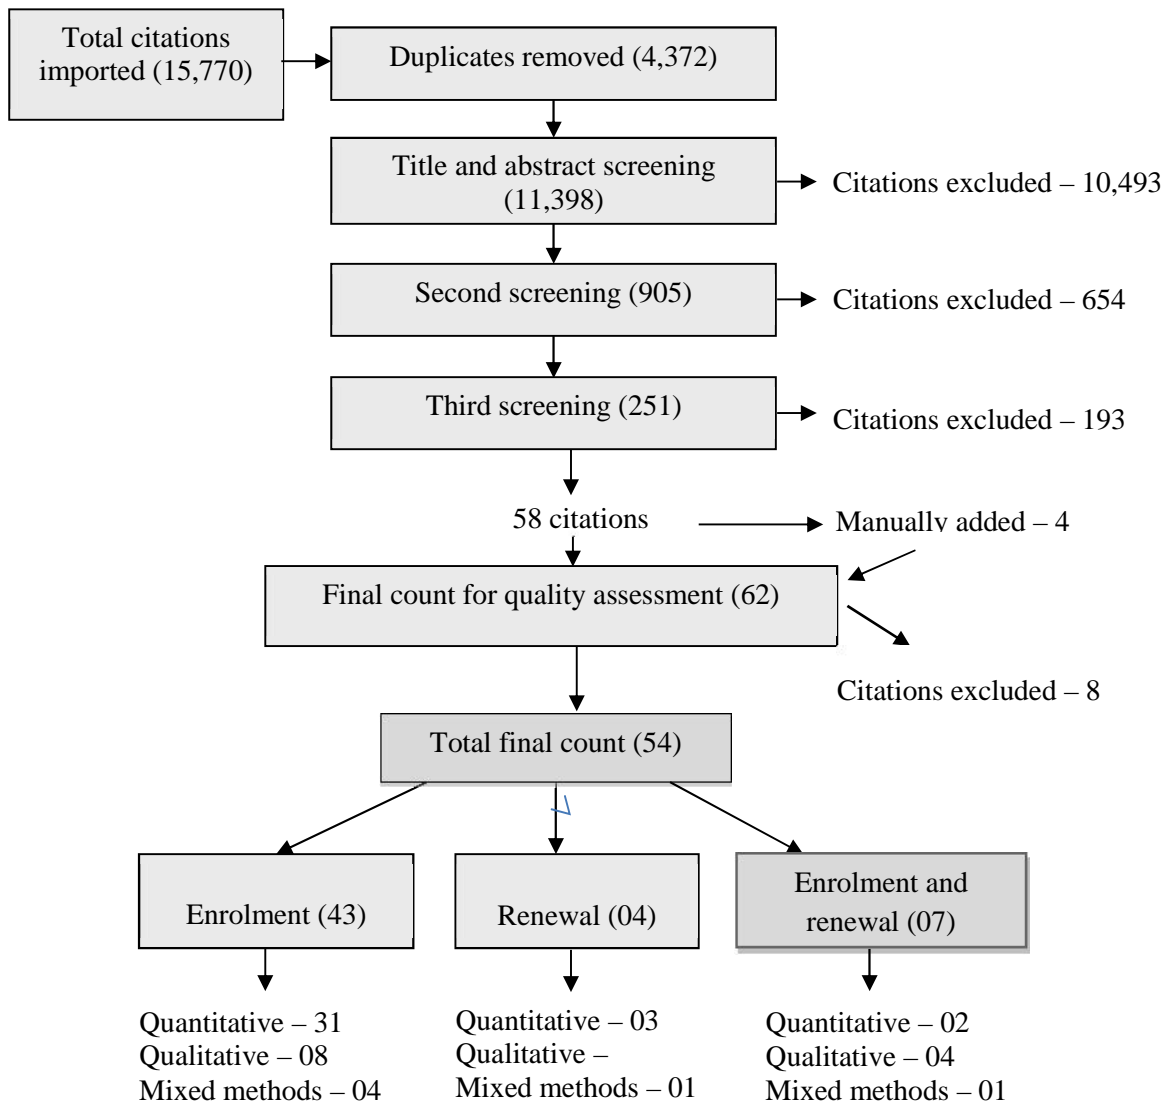 Total citations
imported (15,770)
Duplicates removed (4,372)
Title and abstract screening
(11,398)
Citations excluded – 10,493
Second screening (905)
Citations excluded – 654
Third screening (251)
Citations excluded – 193
58 citations
Manually added – 4
Final count for quality assessment (62)
Citations excluded – 8
Total final count (54)
Enrolment (43)
Renewal (04)
Enrolment and
renewal (07)
Quantitative – 31
Qualitative – 08
Mixed methods – 04
Quantitative – 03
Qualitative –
Mixed methods – 01
Quantitative – 02
Qualitative – 04
Mixed methods – 01